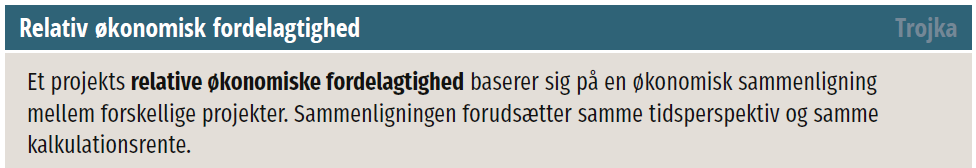 Relativ økonomisk fordelagtighed Trojka
Et projekts relative økonomiske fordelagtighed baserer sig på en økonomisk sammenligning
mellem forskellige projekter. Sammenligningen forudsætter samme tidsperspektiv og samme
kalkulationsrente.